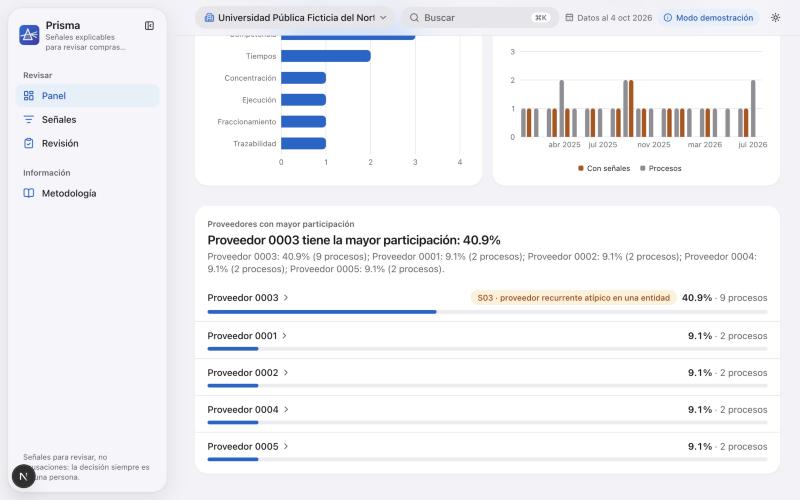 Prisma
Señales explicables
para revisar compras...
Revisar
Panel
Señales
Revisión
Información
Metodología
Señales para revisar, no
usaciones: la decisión siempre es
una persona.
N
Universidad Pública Ficticia del Nort
Buscar
⌘K
Datos al 4 oct 2026
Modo demostración
Tiempos
Concentración
Ejecución
Fraccionamiento
Trazabilidad
0 1 2 3 4
3
2
1
0
abr 2025 jul 2025 nov 2025 mar 2026 jul 2026
Con señales Procesos
Proveedores con mayor participación
Proveedor 0003 tiene la mayor participación: 40.9%
Proveedor 0003: 40.9% (9 procesos); Proveedor 0001: 9.1% (2 procesos); Proveedor 0002: 9.1% (2 procesos); Proveedor 0004:
9.1% (2 procesos); Proveedor 0005: 9.1% (2 procesos).
Proveedor 0003 S03 · proveedor recurrente atípico en una entidad 40.9% · 9 procesos
Proveedor 0001 9.1% · 2 procesos
Proveedor 0002 9.1% · 2 procesos
Proveedor 0004 9.1% · 2 procesos
Proveedor 0005 9.1% · 2 procesos